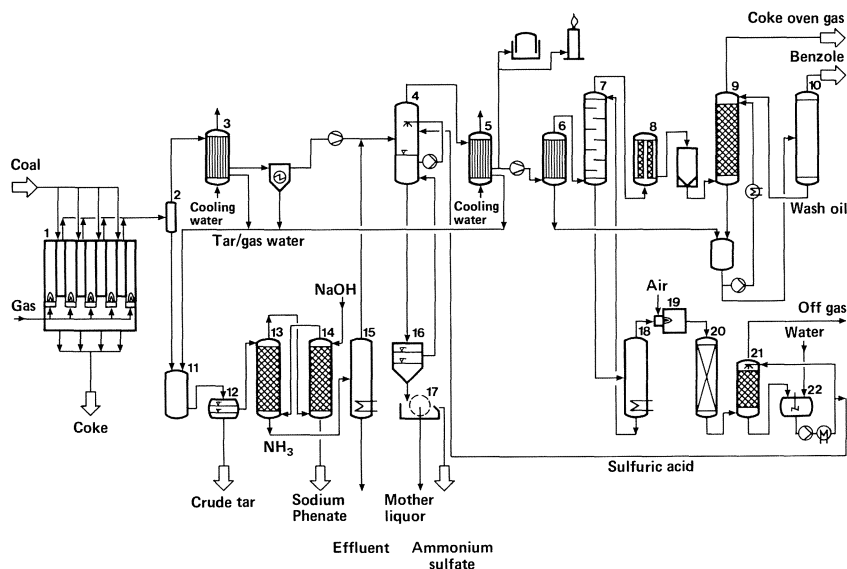 Coke oven gas
Benzole
9
10
7
4
3
5
6
8
Coal
2
Cooling
water
Cooling
water
Wash oil
Tar/gas water
1
Gas
NaOH
Air
19
Off gas
Water
13
14
15
16
18
20
21
22
11
12
17
Coke
NH3
Sulfuric acid
Crude tar
Sodium
Phenate
Mother
liquor
Effluent
Ammonium
sulfate